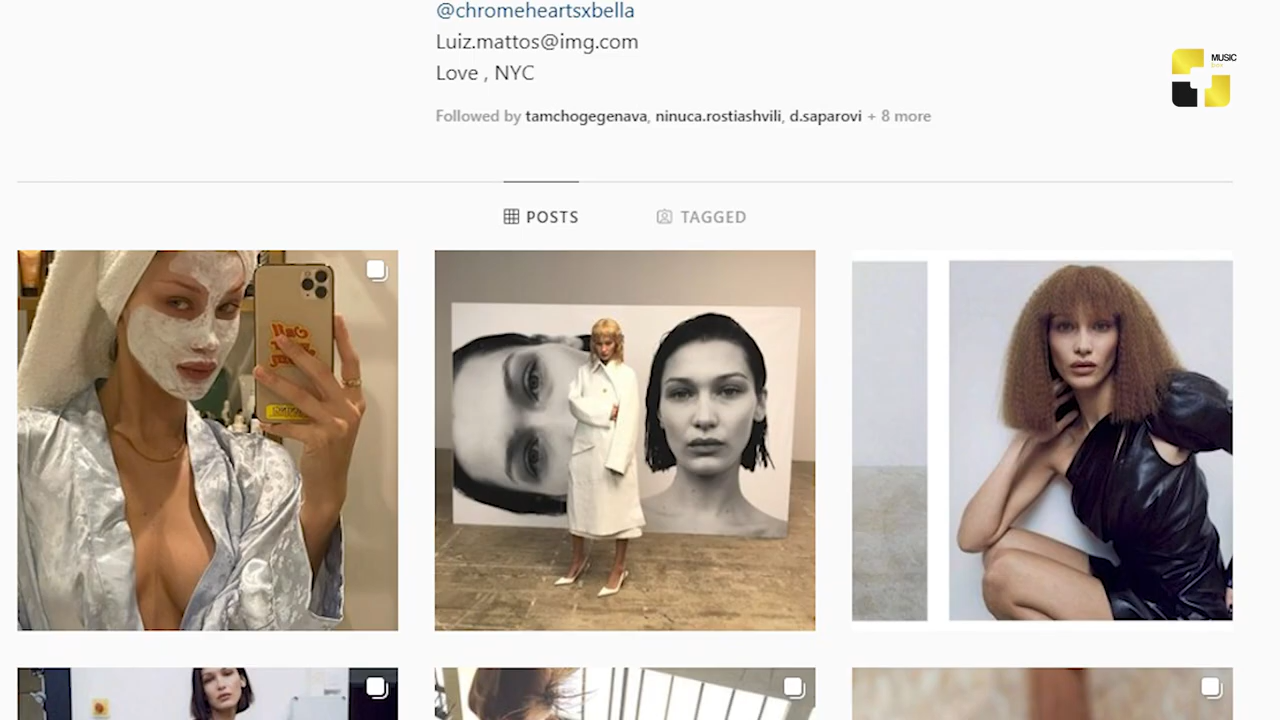 @chromeheartsxbella
Luiz.mattos@img.com
Love , NYC
Followed by tamchogegenava, ninuca.rostiashvili, d.saparovi + 8 more
MUSIC
POSTS
TAGGED